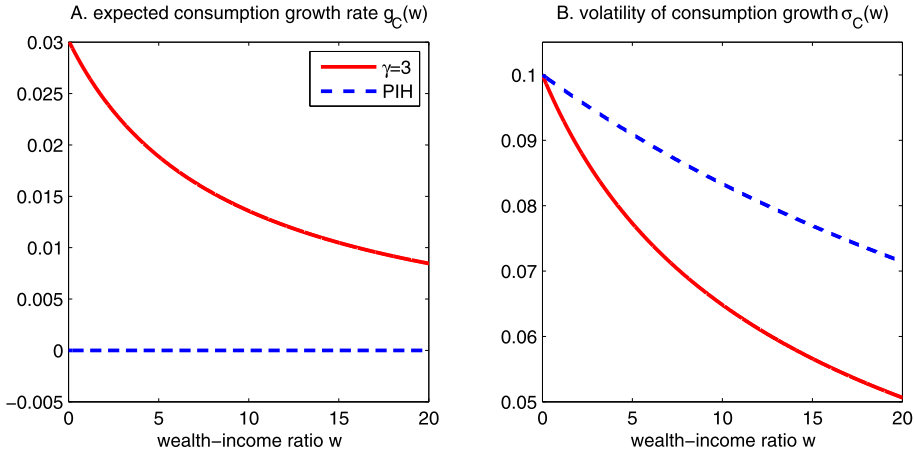 A. expected consumption growth rate g_C(w)
0.03
0.025
0.02
0.015
0.01
0.005
0
−0.005
0 5 10 15 20
wealth−income ratio w
γ=3
PIH
B. volatility of consumption growth σ_C(w)
0.1
0.09
0.08
0.07
0.06
0.05
0 5 10 15 20
wealth−income ratio w